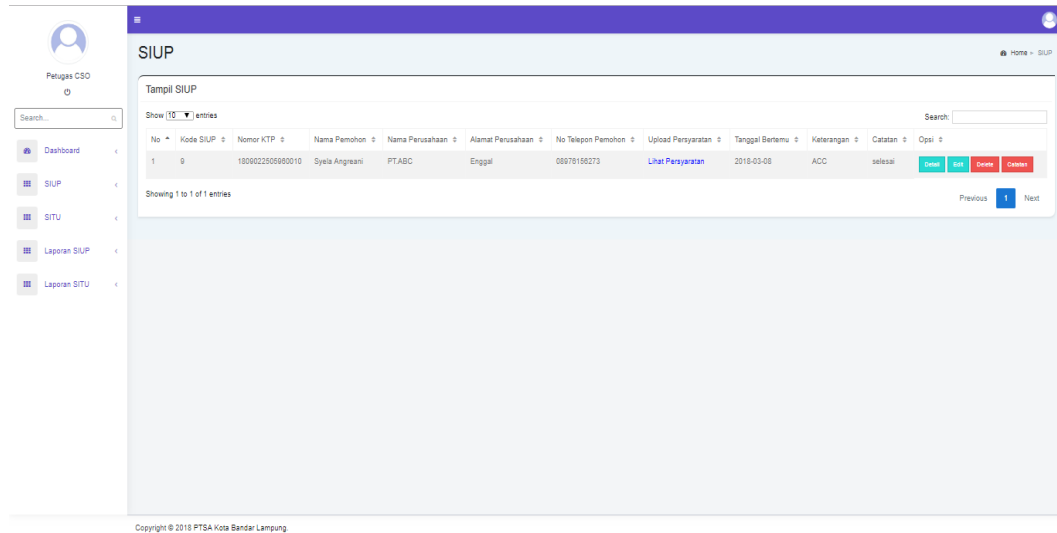 SIUP
Home > SIUP
Petugas CSO
Search...
Dashboard
SIUP
SITU
Laporan SIUP
Laporan SITU
Tampil SIUP
Show 10 entries
Search:
No Kode SIUP Nomor KTP Nama Pemohon Nama Perusahaan Alamat Perusahaan No Telepon Pemohon Upload Persyaratan Tanggal Bertemu Keterangan Catatan Opsi
1 9 1809022505960010 Syela Angreani PT.ABC Enggal 08976156273 Lihat Persyaratan 2018-03-08 ACC selesai Detail Edit Delete Catatan
Showing 1 to 1 of 1 entries
Previous 1 Next
Copyright © 2018 PTSA Kota Bandar Lampung.